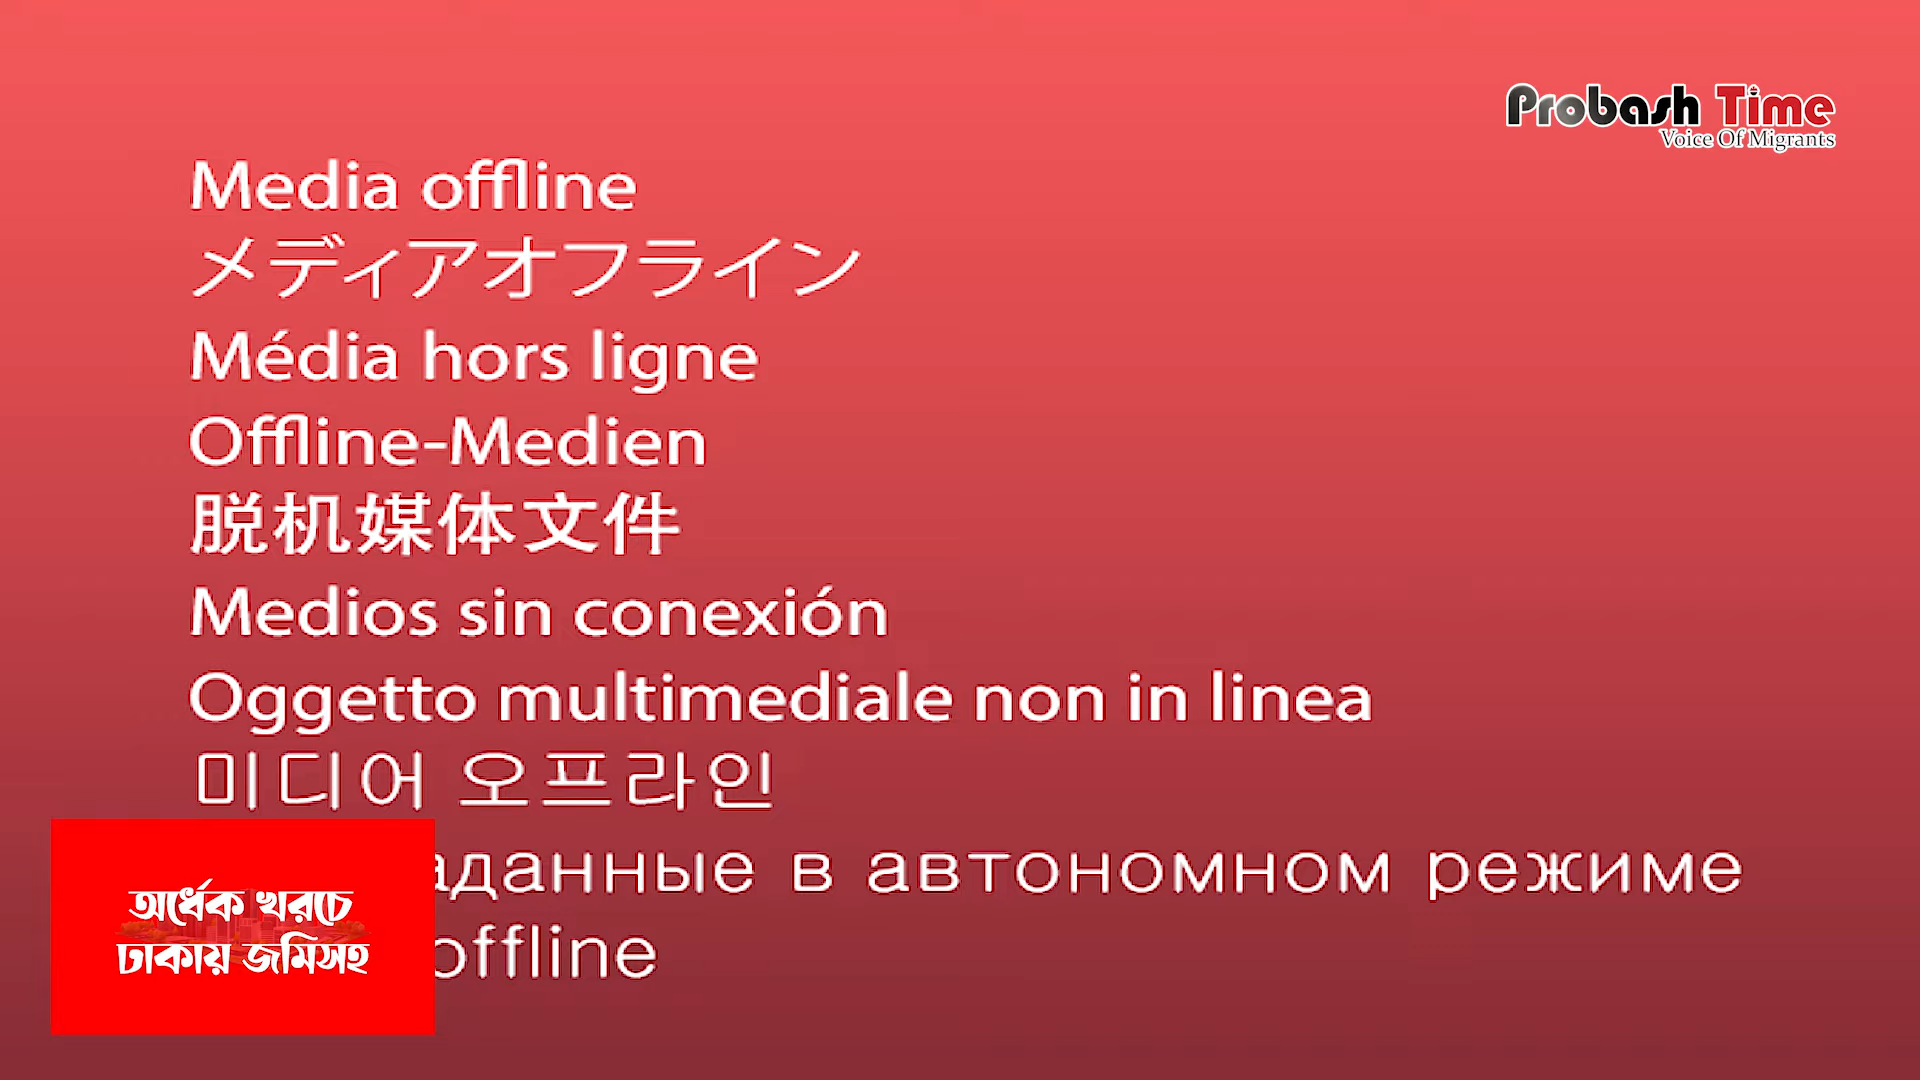 Probash Time
Voice Of Migrants
Media offline
メディアオフライン
Média hors ligne
Offline-Medien
脱机媒体文件
Medios sin conexión
Oggetto multimediale non in linea
미디어 오프라인
в автономном режиме
offline
অর্ধেক খরচে
ঢাকায় জমিসহ